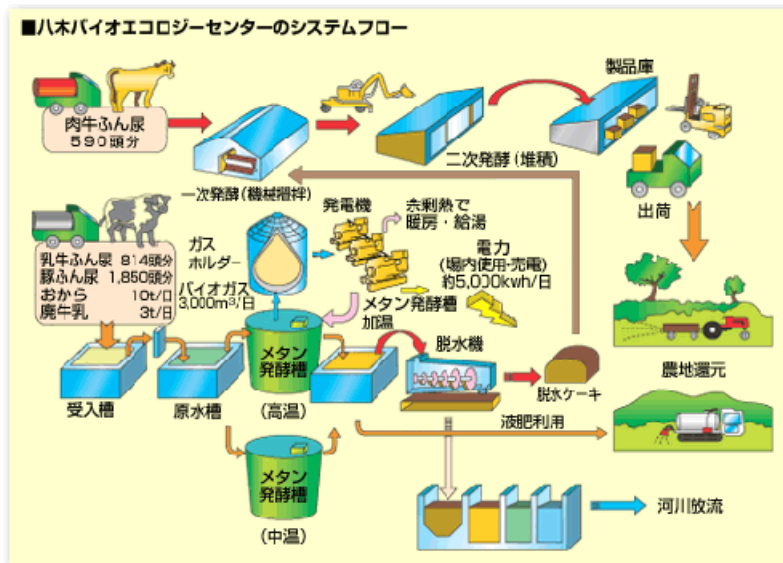 ■八木バイオエコロジーセンターのシステムフロー
製品庫
肉牛ふん尿
590頭分
二次発酵(堆積)
一次発酵(機械攪拌)
出荷
発電機
余剰熱で
暖房・給湯
ガス
ホルダー
電力
(場内使用・売電)
約5,000kwh/日
乳牛ふん尿 814頭分
豚ふん尿 1,850頭分
おから 10t/日
廃牛乳 3t/日
バイオガス
3,000m³/日
メタン発酵槽
加温
脱水機
メタン
発酵槽
農地還元
受入槽
原水槽
(高温)
脱水ケーキ
液肥利用
メタン
発酵槽
河川放流
(中温)